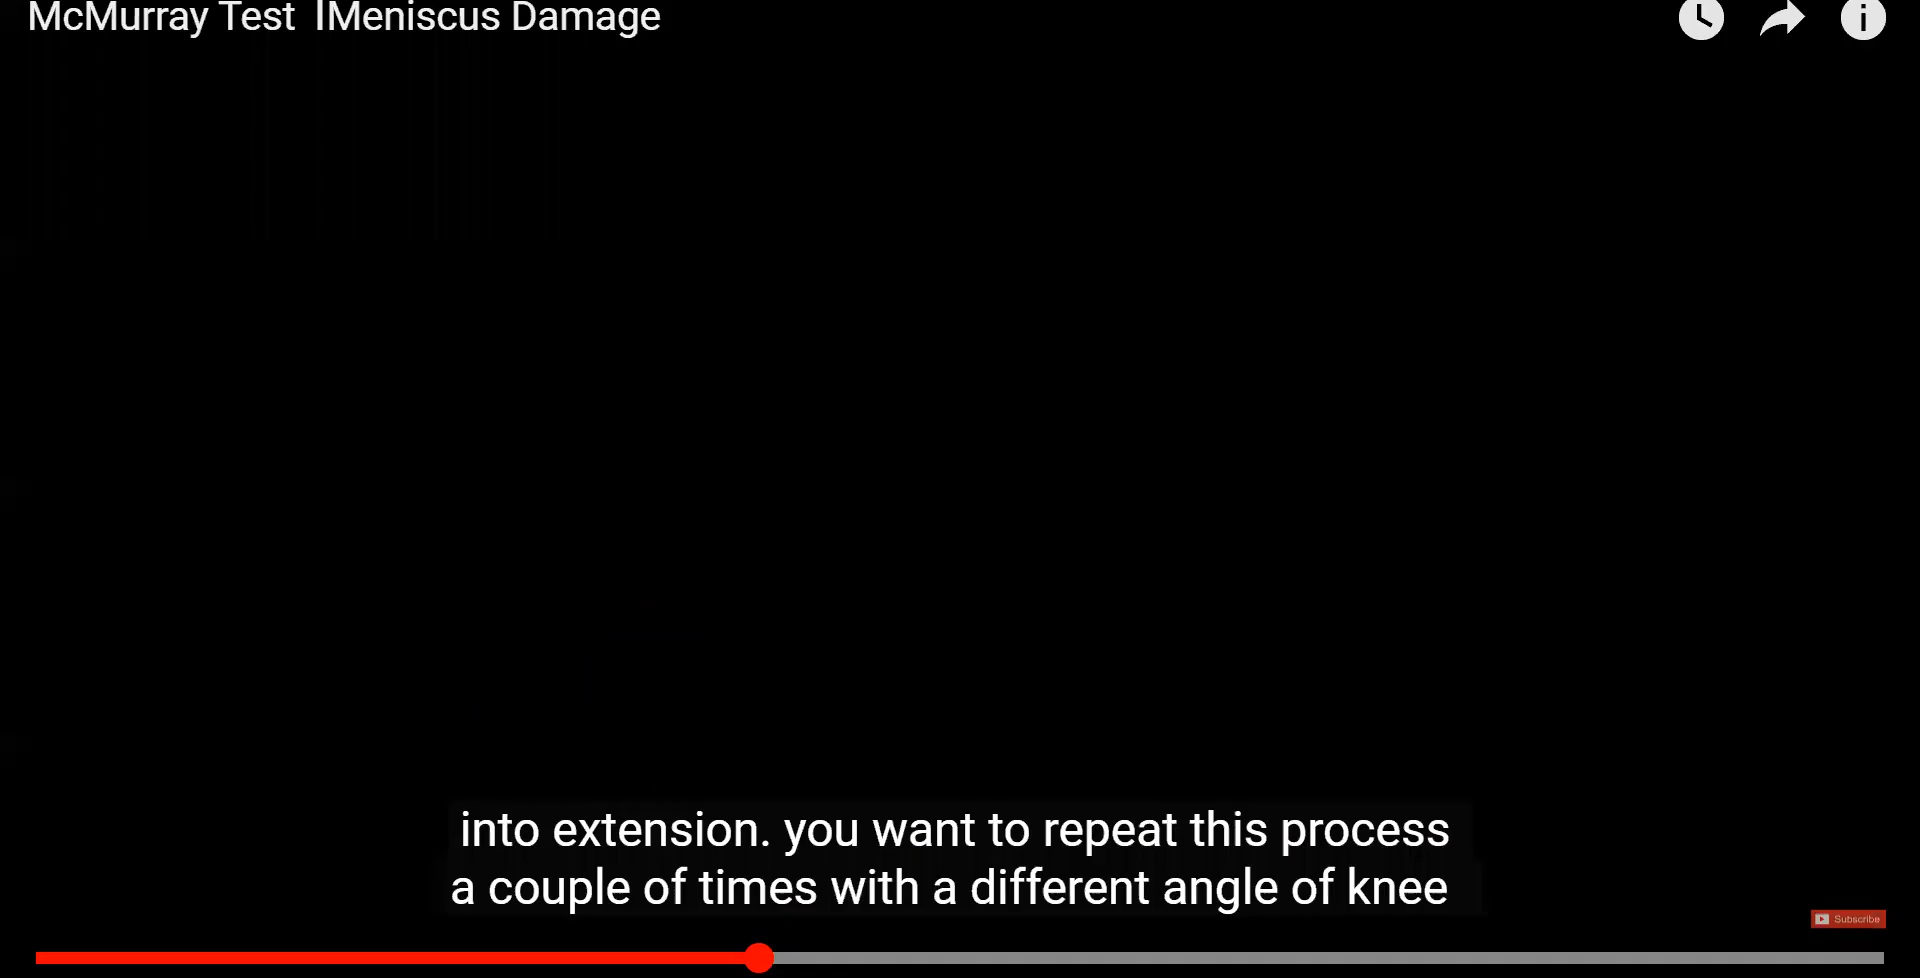 McMurray Test IMeniscus Damage
into extension. you want to repeat this process
a couple of times with a different angle of knee
Subscribe